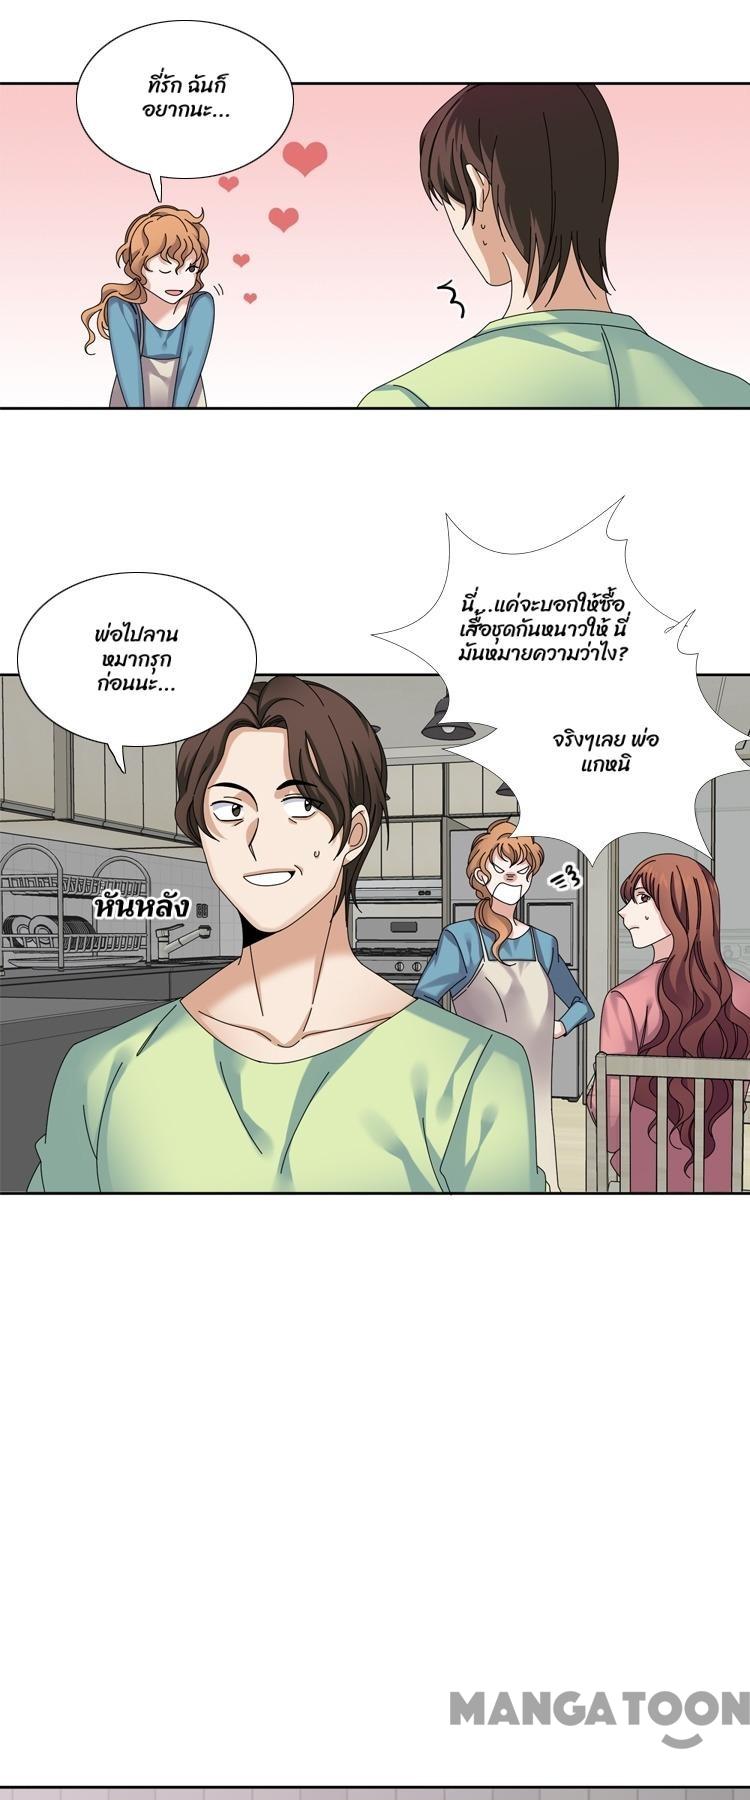 ที่รัก ฉันก็
อยากนะ...
นี่...แค่จะบอกให้ซื้อ
เสื้อชุดกันหนาวให้ นี่
มันหมายความว่าไง?
จริงๆเลย พ่อ
แกหนิ
พ่อไปลาน
หมากรุก
ก่อนนะ...
หันหลัง
MANGATOON